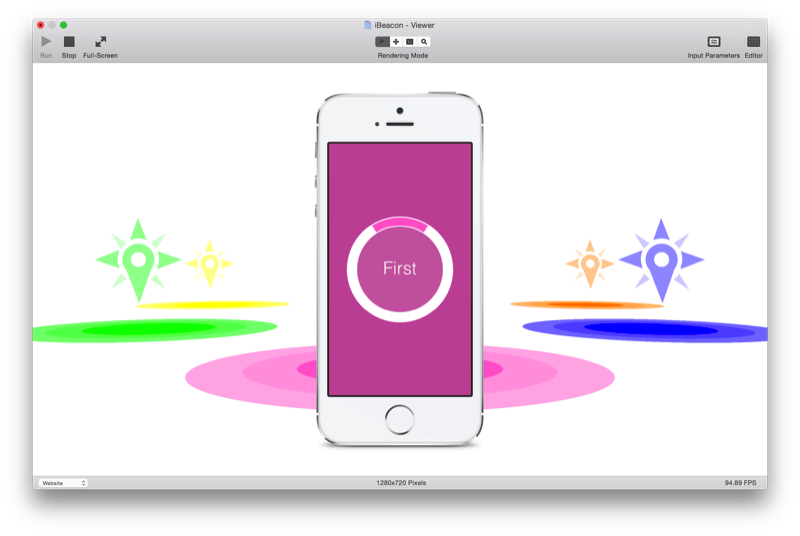 iBeacon - Viewer
Run Stop Full-Screen Rendering Mode Input Parameters Editor
First
Website 1280x720 Pixels 94.89 FPS